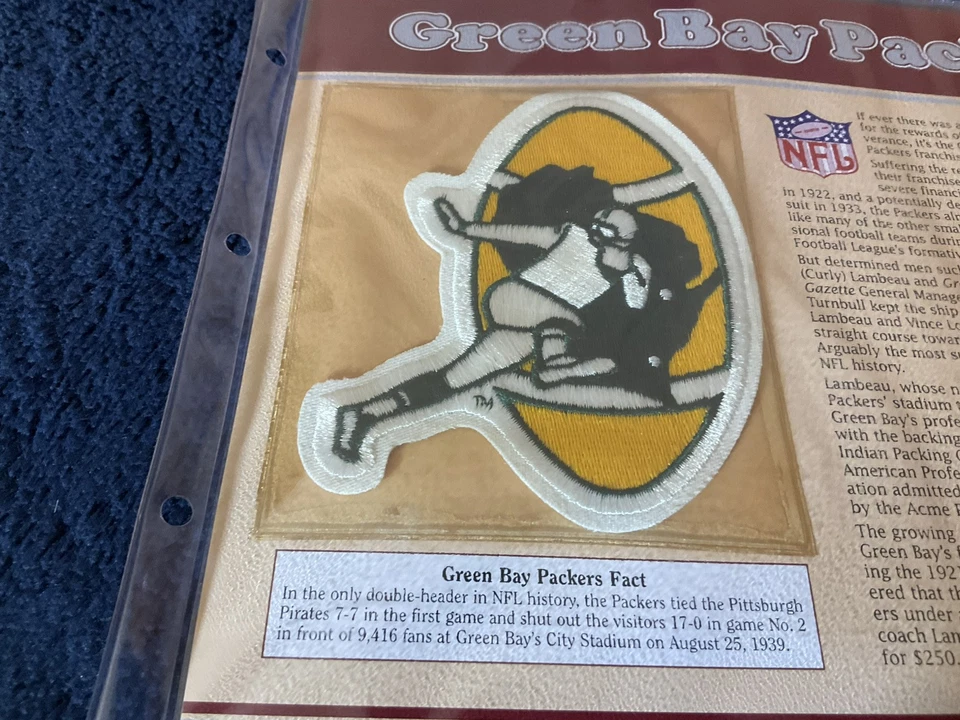 Green Bay Pac
NFL
If ever there was a
for the rewards o
verance, it's the
Packers franchis
Suffering the re
their franchise
severe financi
in 1922, and a potentially de
suit in 1933, the Packers alm
like many of the other smal
sional football teams durin
Football League's formativ
But determined men such
(Curly) Lambeau and Gr
Gazette General Manage
Turnbull kept the ship
Lambeau and Vince Lo
straight course towar
Arguably the most s
NFL history.
Lambeau, whose n
Packers' stadium
Green Bay's profe
with the backing
Indian Packing
American Profe
ation admitted
by the Acme P
The growing
Green Bay's f
ing the 192
ered that th
ers under
coach Lam
for $250.
TM
Green Bay Packers Fact
In the only double-header in NFL history, the Packers tied the Pittsburgh
Pirates 7-7 in the first game and shut out the visitors 17-0 in game No. 2
in front of 9,416 fans at Green Bay's City Stadium on August 25, 1939.